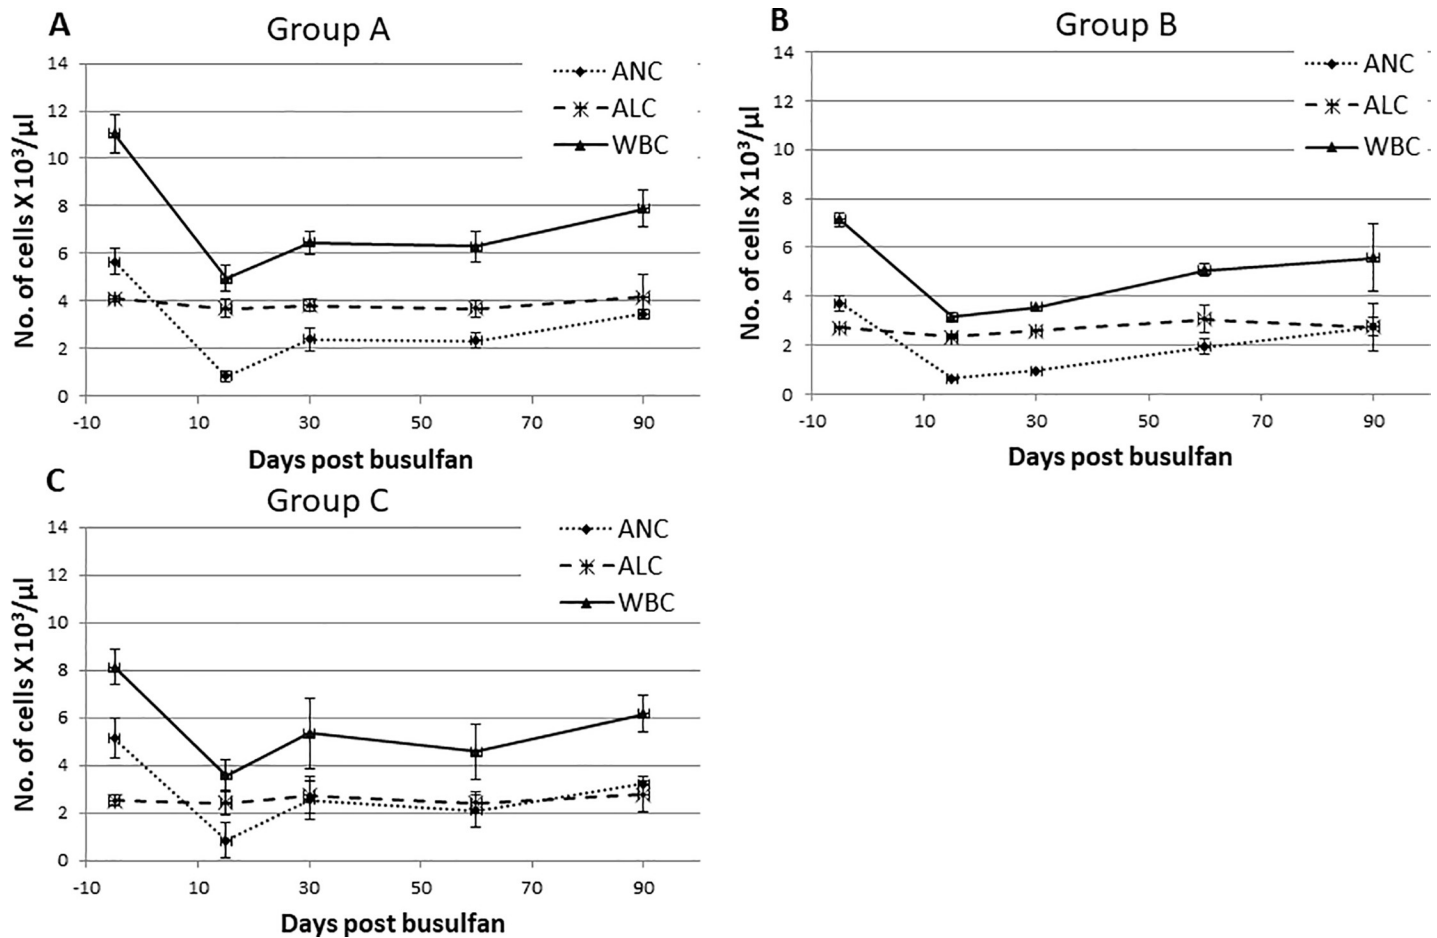 A
Group A
ANC
ALC
WBC
No. of cells X 10³/µl
14
12
10
8
6
4
2
0
-10
10
30
50
70
90
Days post busulfan
B
Group B
ANC
ALC
WBC
No. of cells X 10³/µl
14
12
10
8
6
4
2
0
-10
10
30
50
70
90
Days post busulfan
C
Group C
ANC
ALC
WBC
No. of cells X 10³/µl
14
12
10
8
6
4
2
0
-10
10
30
50
70
90
Days post busulfan